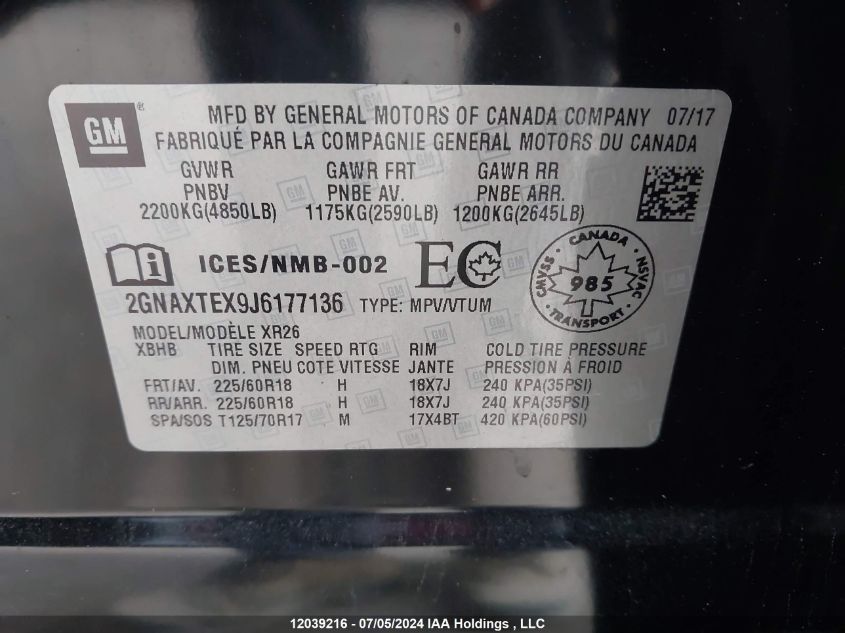 GM ®
MFD BY GENERAL MOTORS OF CANADA COMPANY 07/17
FABRIQUÉ PAR LA COMPAGNIE GENERAL MOTORS DU CANADA
GVWR GAWR FRT GAWR RR
PNBV PNBE AV. PNBE ARR.
2200KG(4850LB) 1175KG(2590LB) 1200KG(2645LB)
ICES/NMB-002 EC
CANADA
CMVSS 985 NSVAC
TRANSPORT
2GNAXTEX9J6177136 TYPE: MPV/VTUM
MODEL/MODÈLE XR26
XBHB TIRE SIZE SPEED RTG RIM COLD TIRE PRESSURE
DIM. PNEU COTE VITESSE JANTE PRESSION À FROID
FRT/AV. 225/60R18 H 18X7J 240 KPA(35PSI)
RR/ARR. 225/60R18 H 18X7J 240 KPA(35PSI)
SPA/SOS T125/70R17 M 17X4BT 420 KPA(60PSI)
12039216 - 07/05/2024 IAA Holdings , LLC